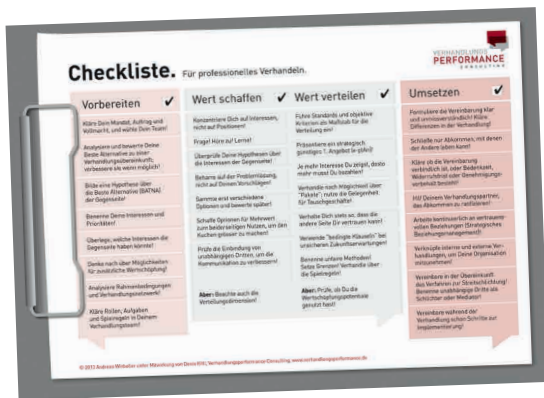 VERHANDLUNGS
PERFORMANCE
CONSULTING
Checkliste. Für professionelles Verhandeln.
Vorbereiten
Kläre Dein Mandat, Auftrag und
Vollmacht, und wähle Dein Team!
Analysiere und bewerte Deine
Beste Alternative zu einer
Verhandlungsübereinkunft;
verbessere sie wenn möglich!
Bilde eine Hypothese über
die Beste Alternative (BATNA)
der Gegenseite!
Benenne Deine Interessen und
Prioritäten!
Überlege, welche Interessen die
Gegenseite haben könnte!
Denke nach über Möglichkeiten
für zusätzliche Wertschöpfung!
Analysiere Rahmenbedingungen
und Verhandlungsnetzwerk!
Kläre Rollen, Aufgaben
und Spielregeln in Deinem
Verhandlungsteam!
Wert schaffen
Konzentriere Dich auf Interessen,
nicht auf Positionen!
Frage! Höre zu! Lerne!
Überprüfe Deine Hypothesen über
die Interessen der Gegenseite!
Beharre auf der Problemlösung,
nicht auf Deinen Vorschlägen!
Sammle erst verschiedene
Optionen und bewerte später!
Schaffe Optionen für Mehrwert
zum beiderseitigen Nutzen, um den
Kuchen grösser zu machen!
Prüfe die Einbindung von
unabhängigen Dritten, um die
Kommunikation zu verbessern!
Aber: Beachte auch die
Verteilungsdimension!
Wert verteilen
Führe Standards und objektive
Kriterien als Maßstab für die
Verteilung ein!
Präsentiere ein strategisch
günstiges 1. Angebot
Je mehr Interesse Du zeigst, desto
mehr musst Du bezahlen!
Verhandle nach Möglichkeit über
"Pakete"; nutze die Gelegenheit
für Tauschgeschäfte!
Verhalte Dich stets so, dass die
andere Seite Dir vertrauen kann!
Verwende "bedingte Klauseln" bei
unsicheren Zukunftserwartungen!
Benenne unfaire Methoden!
Setze Grenzen! Verhandle über
die Spielregeln!
Aber: Prüfe, ob Du die
Wertschöpfungspotentiale
genutzt hast!
Umsetzen
Formuliere die Vereinbarung klar
und unmissverständlich! Kläre
Differenzen in der Verhandlung!
Schließe nur Abkommen, mit denen
der Andere leben kann!
Kläre ob die Vereinbarung
verbindlich ist, oder Bedenkzeit,
Widerrufsfrist oder Genehmigungs-
vorbehalt besteht!
Hilf Deinem Verhandlungspartner,
das Abkommen zu ratifizieren!
Arbeite kontinuierlich an vertrauens-
vollen Beziehungen (Strategisches
Beziehungsmanagement)!
Verknüpfe interne und externe Ver-
handlungen, um Deine Organisation
mitzunehmen!
Vereinbare in der Übereinkunft
das Verfahren zur Streitschlichtung!
Benenne unabhängige Dritte als
Schlichter oder Mediator!
Vereinbare während der
Verhandlung schon Schritte zur
Implementierung!
© 2012 Andreas Winheller unter Mitwirkung von Verhandlungsperformance Consulting, www.verhandlungsperformance.de